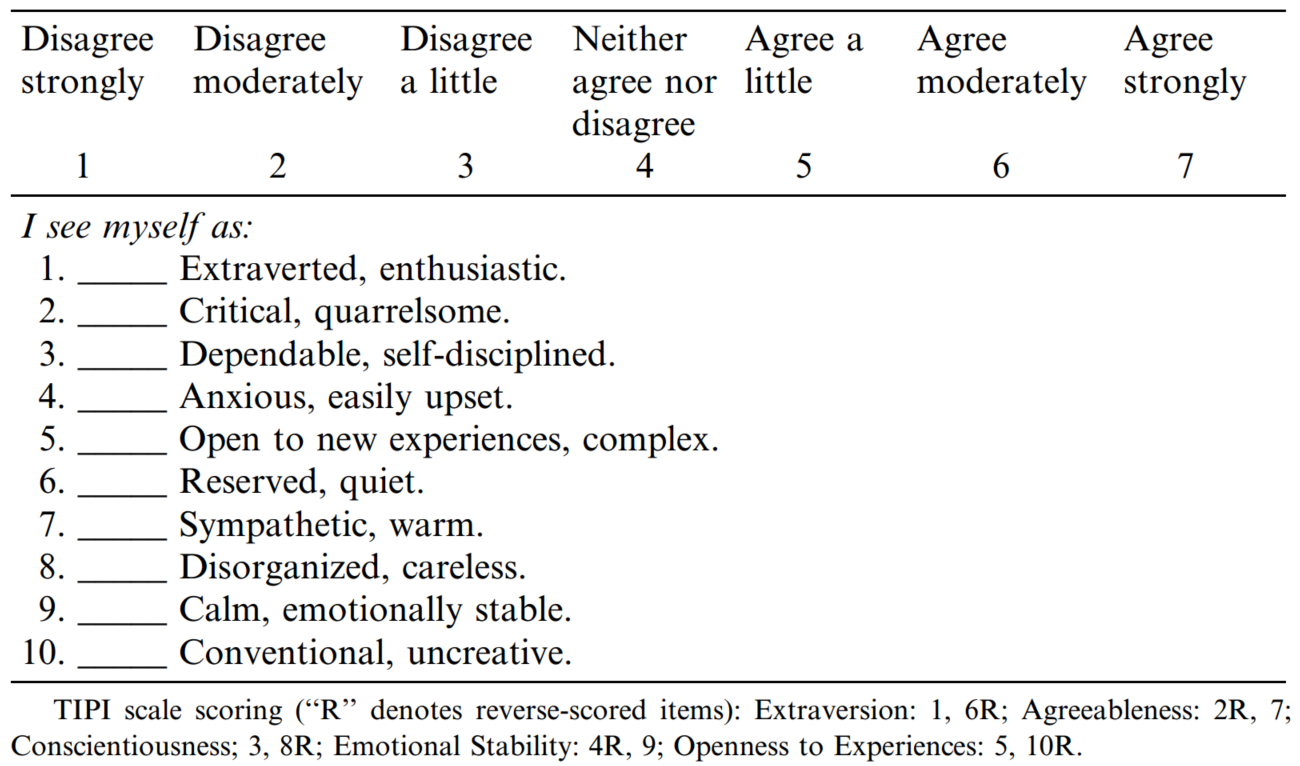 Disagree strongly
Disagree moderately
Disagree a little
Neither agree nor disagree
Agree a little
Agree moderately
Agree strongly
1 2 3 4 5 6 7
I see myself as:
1. _____ Extraverted, enthusiastic.
2. _____ Critical, quarrelsome.
3. _____ Dependable, self-disciplined.
4. _____ Anxious, easily upset.
5. _____ Open to new experiences, complex.
6. _____ Reserved, quiet.
7. _____ Sympathetic, warm.
8. _____ Disorganized, careless.
9. _____ Calm, emotionally stable.
10. _____ Conventional, uncreative.
TIPI scale scoring (“R” denotes reverse-scored items): Extraversion: 1, 6R; Agreeableness: 2R, 7;
Conscientiousness; 3, 8R; Emotional Stability: 4R, 9; Openness to Experiences: 5, 10R.